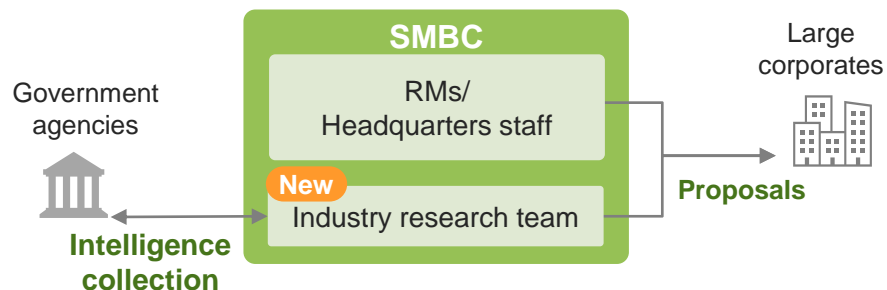 SMBC
Large
corporates
RMs/
Headquarters staff
Government
agencies
New
Industry research team
Proposals
Intelligence
collection